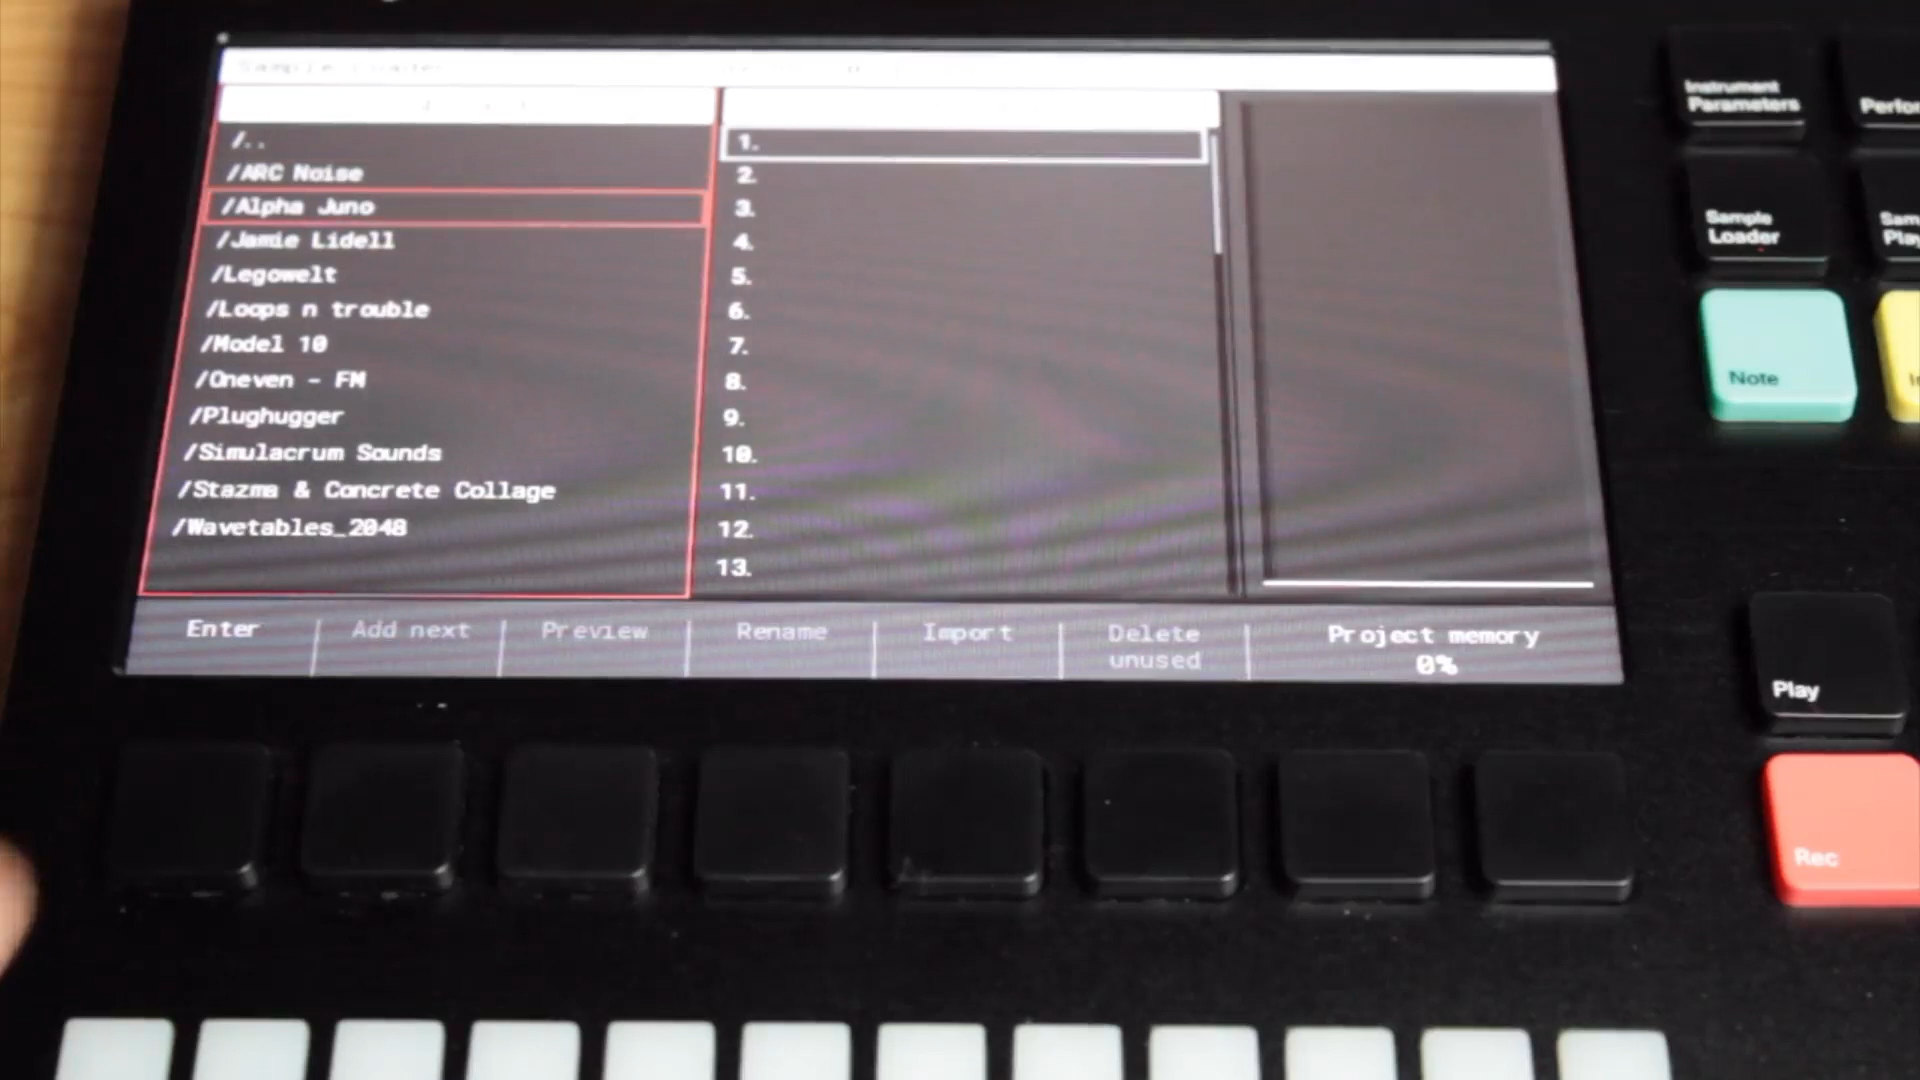 Sample Loader
/..
/ARC Noise
/Alpha Juno
/Jamie Lidell
/Legowelt
/Loops n trouble
/Model 10
/Oneven - FM
/Plughugger
/Simulacrum Sounds
/Stazma & Concrete Collage
/Wavetables_2048
1.
2.
3.
4.
5.
6.
7.
8.
9.
10.
11.
12.
13.
Enter
Add next
Preview
Rename
Import
Delete
unused
Project memory
0%
Instrument
Parameters
Sample
Loader
Note
Play
Rec